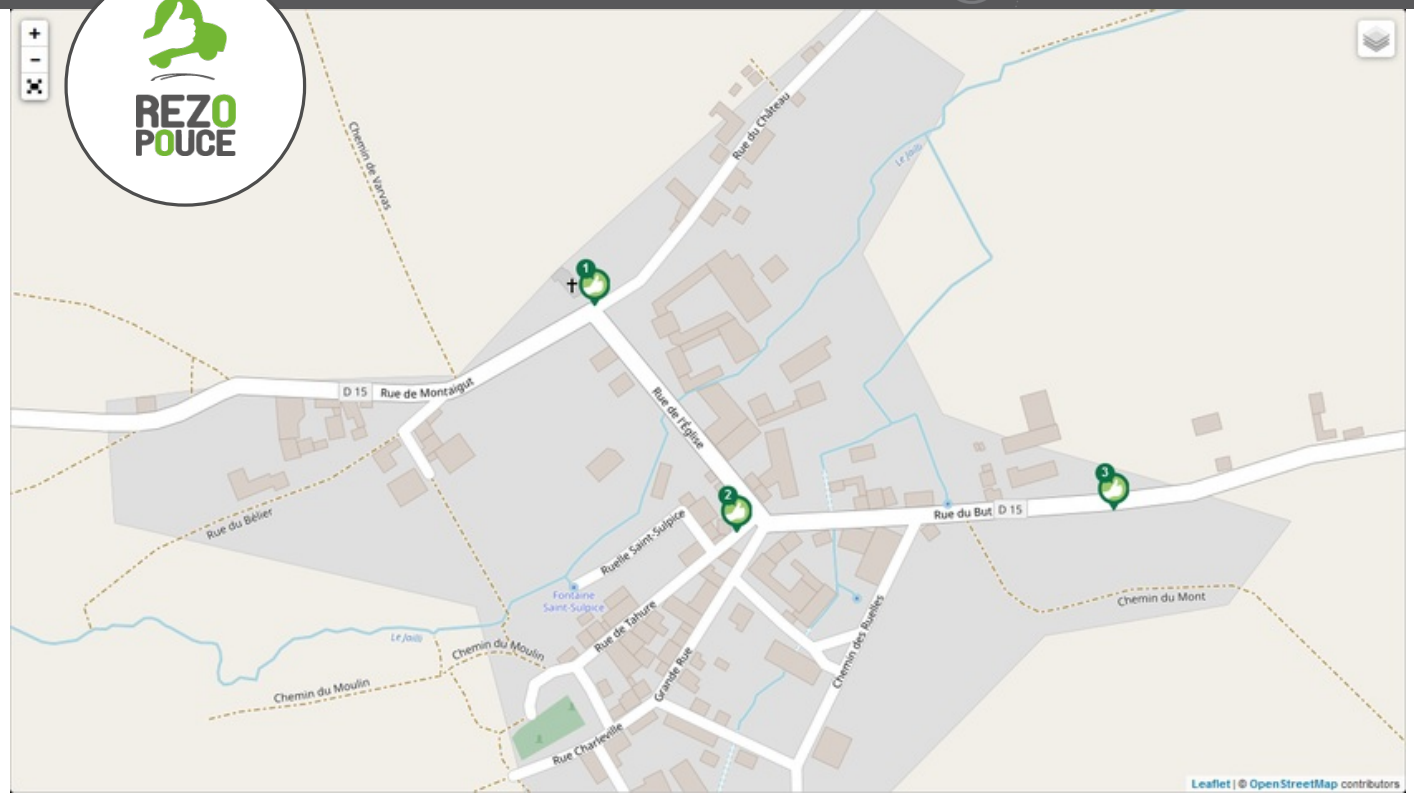 +
−
REZO
POUCE
Chemin de Varvas
Rue du Château
Le Jailly
1
D 15
Rue de Montaigut
Rue de l'Église
3
2
Rue du But
D 15
Rue du Bélier
Ruelle Saint-Sulpice
Fontaine
Saint-Sulpice
Chemin du Mont
Rue de Tahure
Chemin des Ruelles
Le Jailly
Chemin du Moulin
Grande Rue
Chemin du Moulin
Rue Charleville
Leaflet | © OpenStreetMap contributors